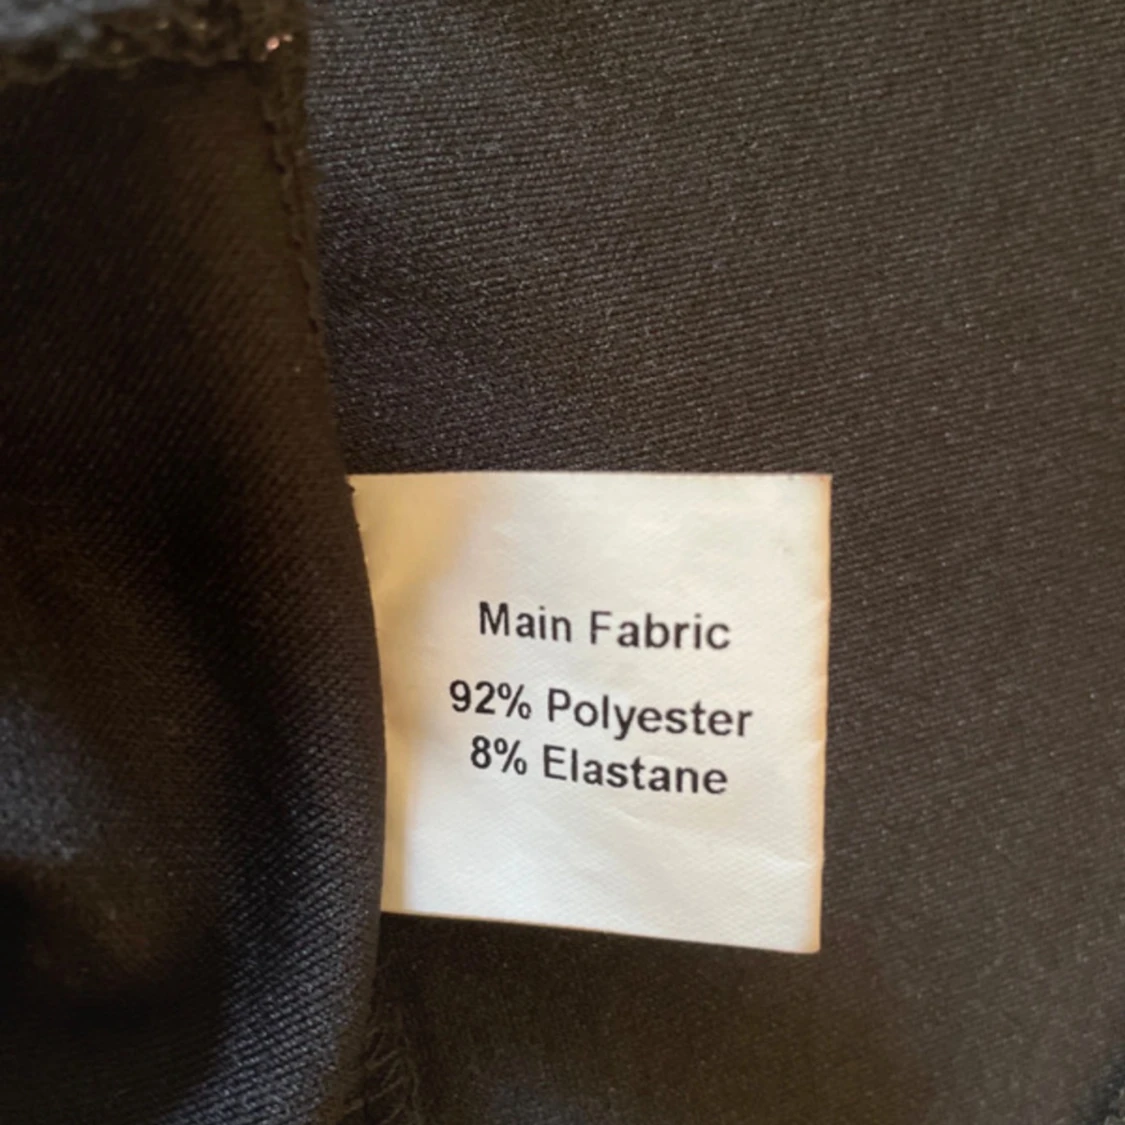 Main Fabric
92% Polyester
8% Elastane